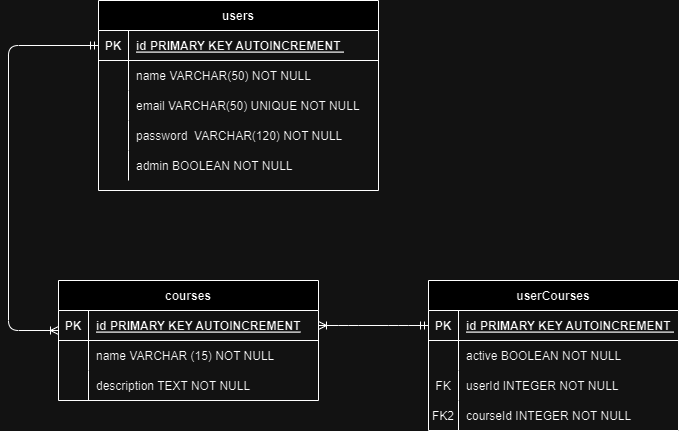 users
PK id PRIMARY KEY AUTOINCREMENT
name VARCHAR(50) NOT NULL
email VARCHAR(50) UNIQUE NOT NULL
password VARCHAR(120) NOT NULL
admin BOOLEAN NOT NULL
courses
PK id PRIMARY KEY AUTOINCREMENT
name VARCHAR (15) NOT NULL
description TEXT NOT NULL
userCourses
PK id PRIMARY KEY AUTOINCREMENT
active BOOLEAN NOT NULL
FK userId INTEGER NOT NULL
FK2 courseId INTEGER NOT NULL